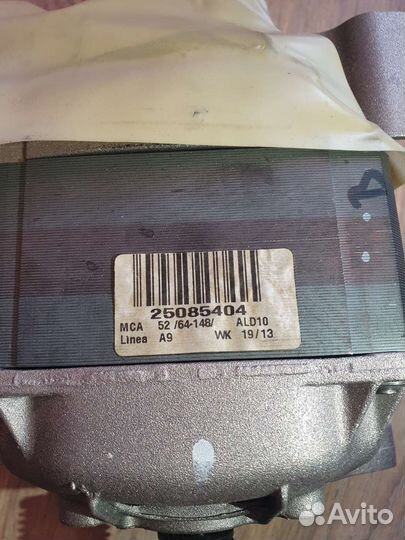 25085404
MCA 52 /64-148/ ALD10
Linea A9 WK 19/13
Avito